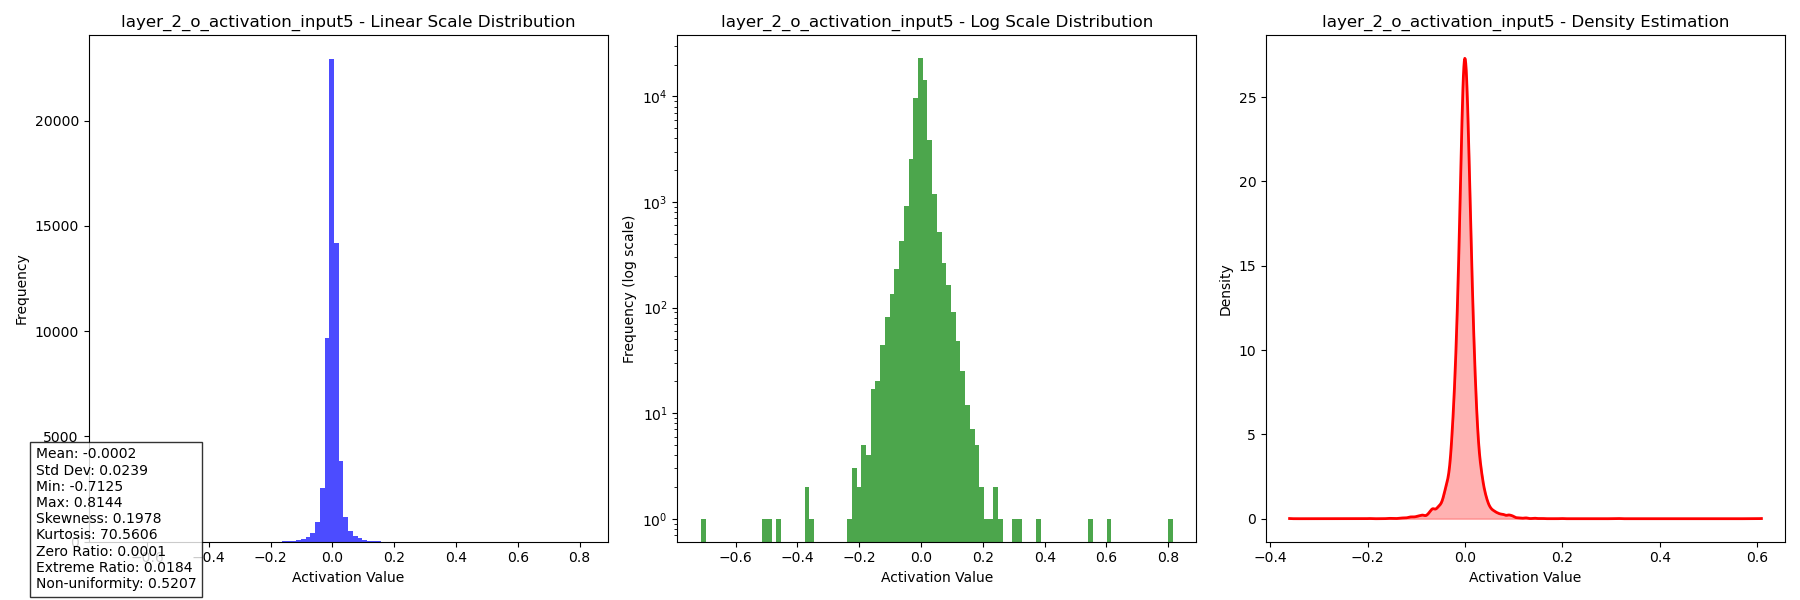 layer_2_o_activation_input5 - Linear Scale Distribution
Frequency
20000
15000
10000
5000
−0.4 −0.2 0.0 0.2 0.4 0.6 0.8
Activation Value
Mean: -0.0002
Std Dev: 0.0239
Min: -0.7125
Max: 0.8144
Skewness: 0.1978
Kurtosis: 70.5606
Zero Ratio: 0.0001
Extreme Ratio: 0.0184
Non-uniformity: 0.5207
layer_2_o_activation_input5 - Log Scale Distribution
Frequency (log scale)
10⁴
10³
10²
10¹
10⁰
−0.6 −0.4 −0.2 0.0 0.2 0.4 0.6 0.8
Activation Value
layer_2_o_activation_input5 - Density Estimation
Density
25
20
15
10
5
0
−0.4 −0.2 0.0 0.2 0.4 0.6
Activation Value